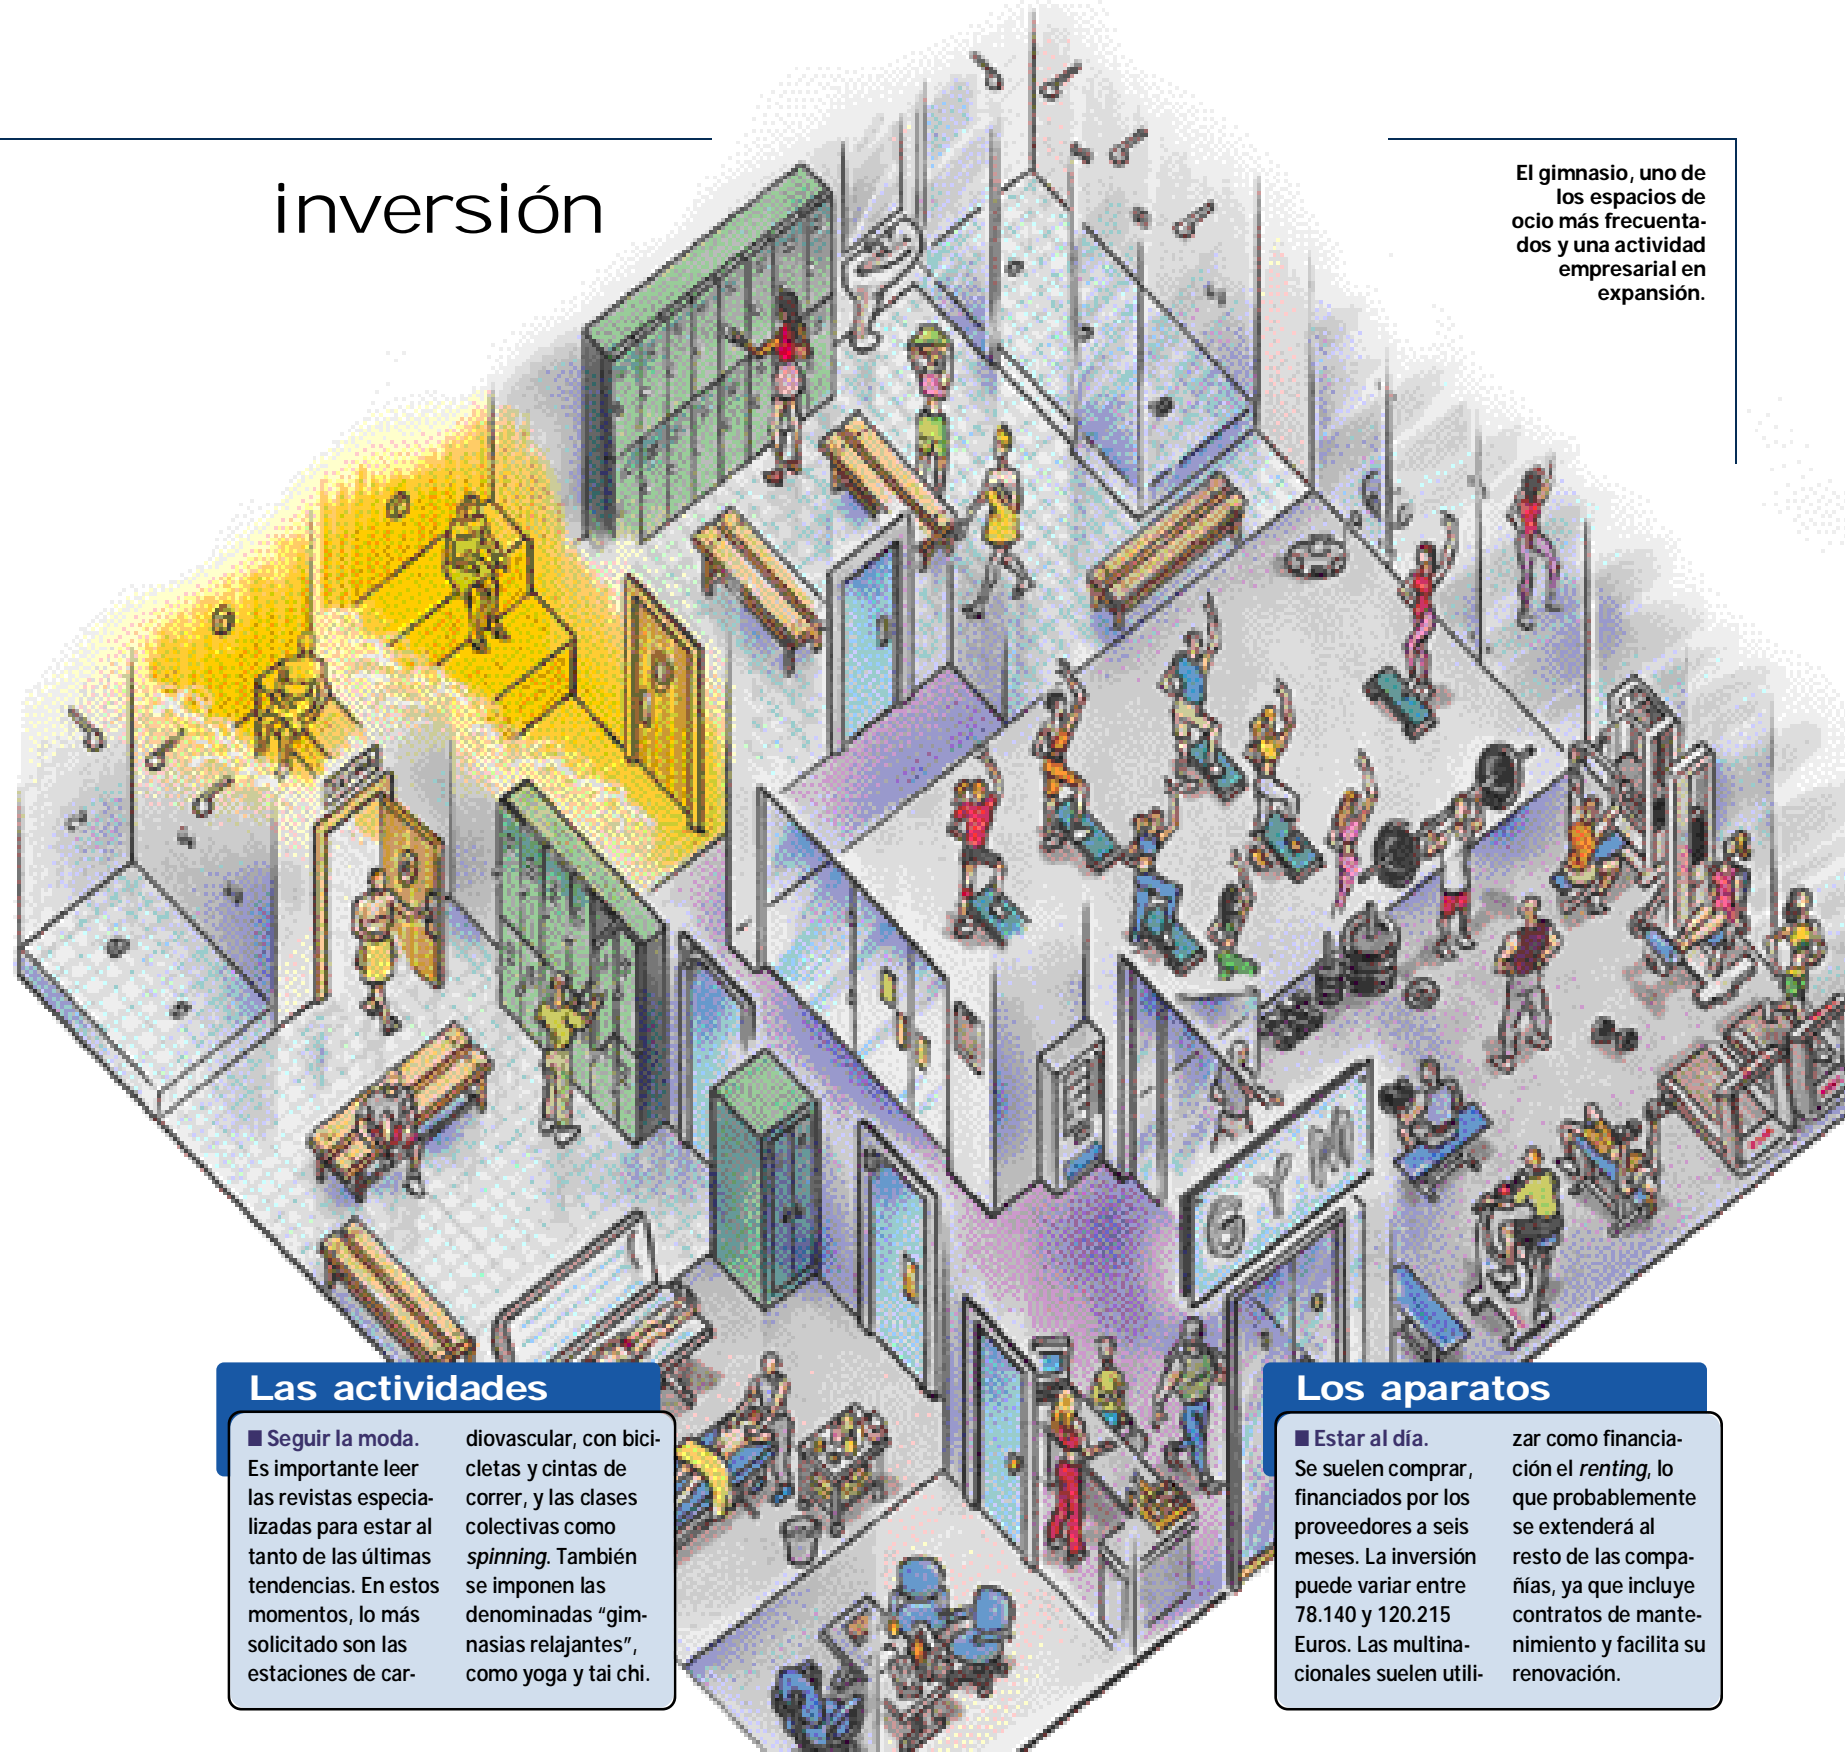 inversión
El gimnasio, uno de
los espacios de
ocio más frecuenta-
dos y una actividad
empresarial en
expansión.
GYM
Las actividades
■ Seguir la moda.
Es importante leer
las revistas especia-
lizadas para estar al
tanto de las últimas
tendencias. En estos
momentos, lo más
solicitado son las
estaciones de car-
diovascular, con bici-
cletas y cintas de
correr, y las clases
colectivas como
spinning. También
se imponen las
denominadas “gim-
nasias relajantes”,
como yoga y tai chi.
Los aparatos
■ Estar al día.
Se suelen comprar,
financiados por los
proveedores a seis
meses. La inversión
puede variar entre
78.140 y 120.215
Euros. Las multina-
cionales suelen utili-
zar como financia-
ción el renting, lo
que probablemente
se extenderá al
resto de las compa-
ñías, ya que incluye
contratos de mante-
nimiento y facilita su
renovación.